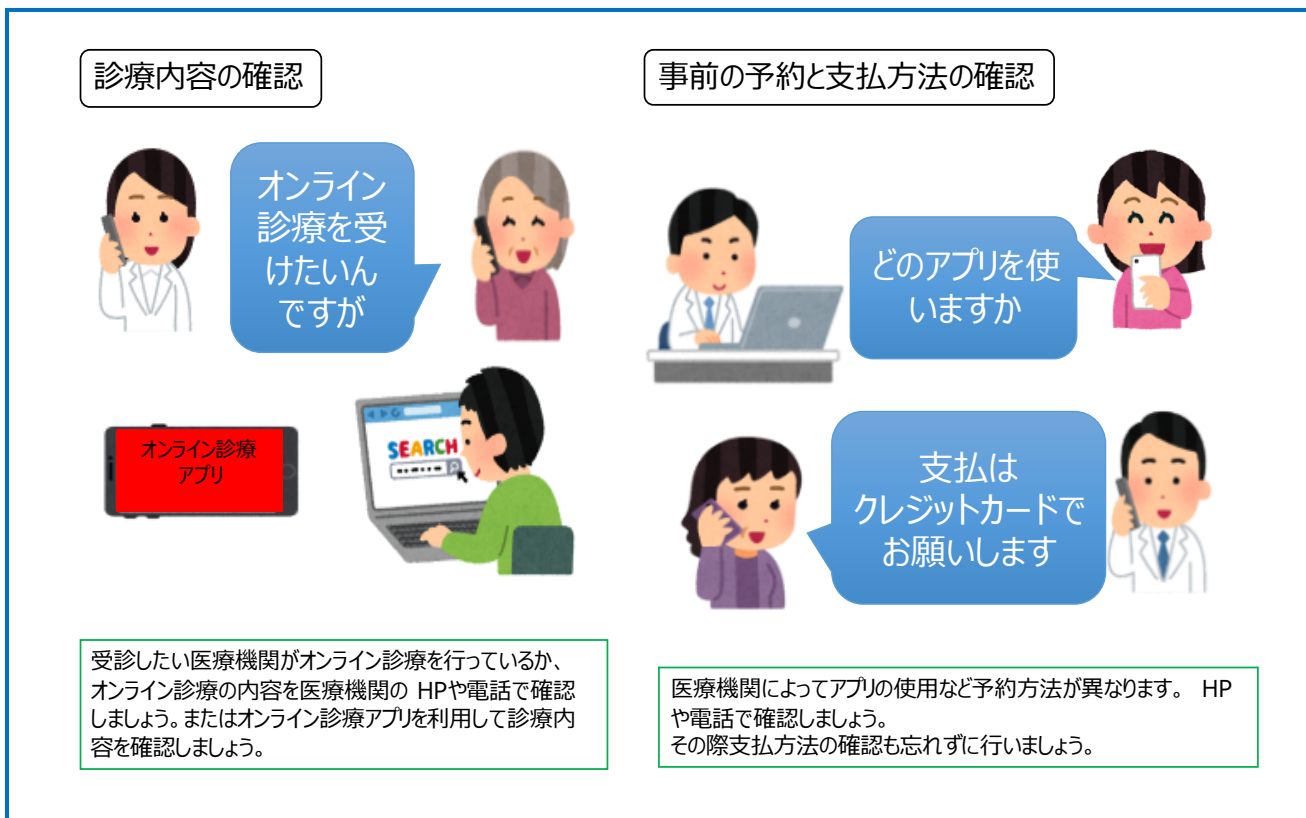 診療内容の確認
オンライン
診療を受
けたいん
ですが
オンライン診療
アプリ
SEARCH
受診したい医療機関がオンライン診療を行っているか、
オンライン診療の内容を医療機関の HPや電話で確認
しましょう。またはオンライン診療アプリを利用して診療内
容を確認しましょう。
事前の予約と支払方法の確認
どのアプリを使
いますか
支払は
クレジットカードで
お願いします
医療機関によってアプリの使用など予約方法が異なります。 HP
や電話で確認しましょう。
その際支払方法の確認も忘れずに行いましょう。